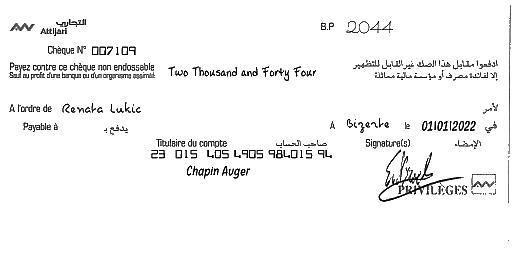 التجاري
Attijari
B.P 2044
Chèque N° 007109
Payez contre ce chèque non endossable
Sauf au profit d'une banque ou d'un organisme assimilé
Two Thousand and Forty Four
ادفعوا مقابل هذا الصك غير القابل للتظهير
إلا لفائدة مصرف أو مؤسسة مالية مماثلة
A l'ordre de Renata Lukic لأمر
Payable à يدفع بـ A Bizerte le 01/01/2022 في
Titulaire du compte صاحب الحساب Signature(s) الإمضاء
23 015 405 4905 984015 94
Chapin Auger
PRIVILÈGES